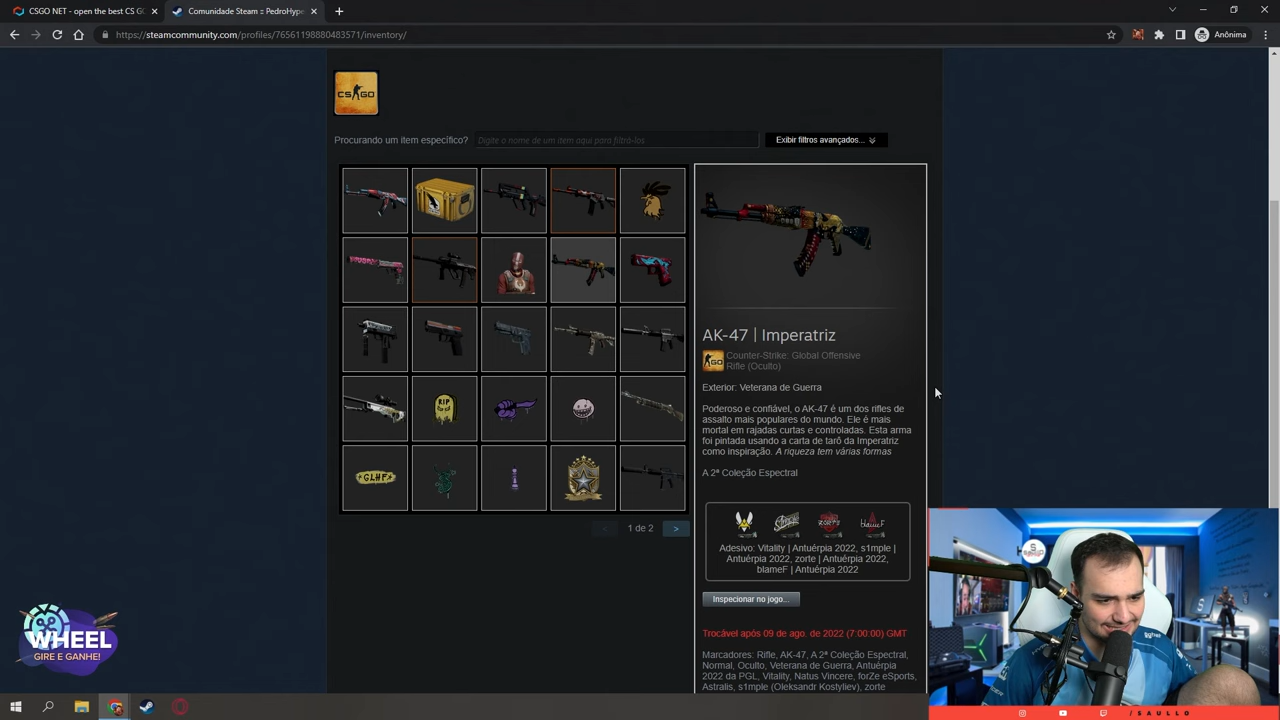 CSGO NET - open the best CS G
Comunidade Steam :: PedroHype
https://steamcommunity.com/profiles/76561198880483571/inventory/
Anônima
CS GO
Procurando um item específico?
Digite o nome de um item aqui para filtrá-los
Exibir filtros avançados...
RIP
GLHF
1 de 2
<
>
AK-47 | Imperatriz
Counter-Strike: Global Offensive
Rifle (Oculto)
Exterior: Veterana de Guerra
Poderoso e confiável, o AK-47 é um dos rifles de
assalto mais populares do mundo. Ele é mais
mortal em rajadas curtas e controladas. Esta arma
foi pintada usando a carta de tarô da Imperatriz
como inspiração. A riqueza tem várias formas
A 2ª Coleção Espectral
Adesivo: Vitality | Antuérpia 2022, s1mple |
Antuérpia 2022, zorte | Antuérpia 2022,
blameF | Antuérpia 2022
Inspecionar no jogo...
Trocável após 09 de ago. de 2022 (7:00:00) GMT
Marcadores: Rifle, AK-47, A 2ª Coleção Espectral,
Normal, Oculto, Veterana de Guerra, Antuérpia
2022 da PGL, Vitality, Natus Vincere, forZe eSports,
Astralis, s1mple (Oleksandr Kostyliev), zorte
WHEEL
GIRE E GANHE!
/SAULLO